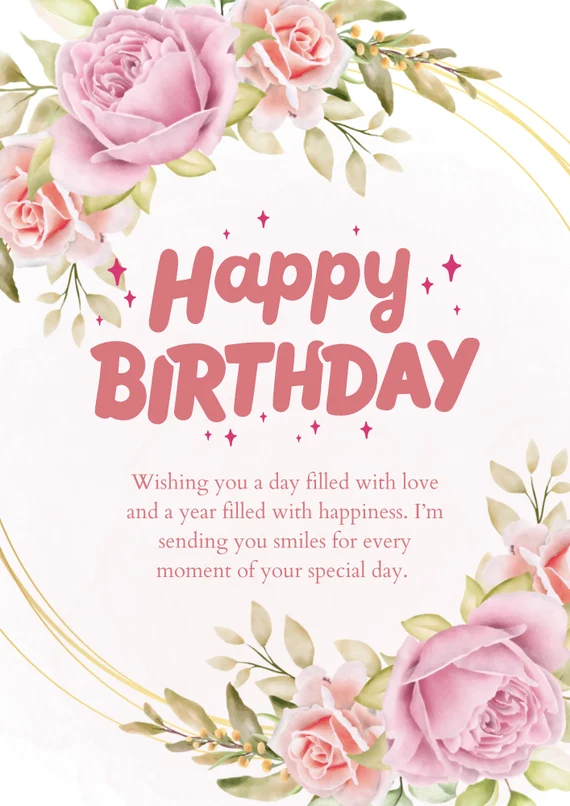 Happy
BIRTHDAY
Wishing you a day filled with love
and a year filled with happiness. I'm
sending you smiles for every
moment of your special day.